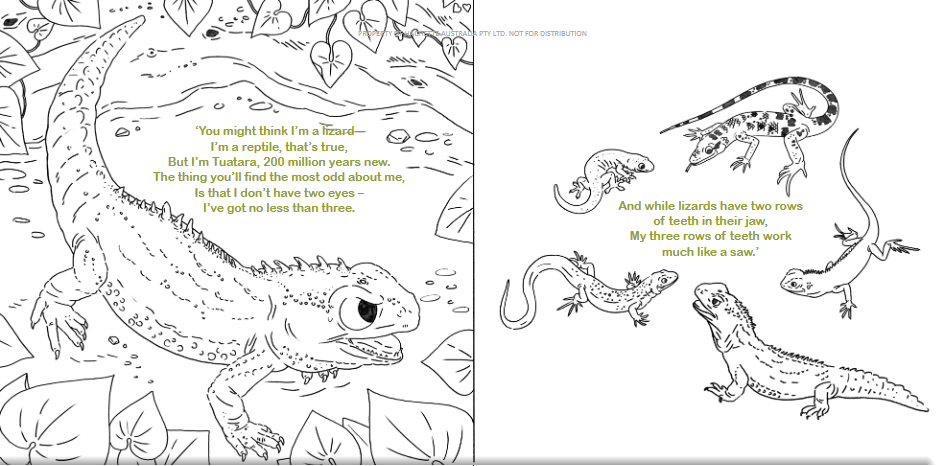 PROPERTY OF HACHETTE AUSTRALIA PTY LTD. NOT FOR DISTRIBUTION
‘You might think I’m a lizard—
I’m a reptile, that’s true,
But I’m Tuatara, 200 million years new.
The thing you’ll find the most odd about me,
Is that I don’t have two eyes –
I’ve got no less than three.
And while lizards have two rows
of teeth in their jaw,
My three rows of teeth work
much like a saw.’